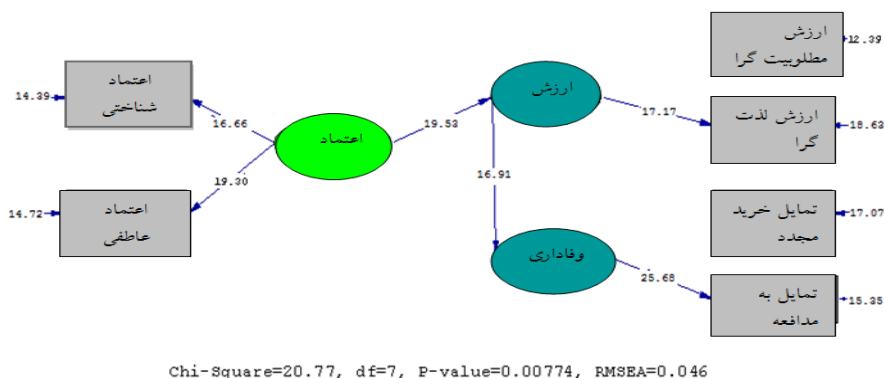 ارزش
مطلوبیت گرا
12.39
اعتماد
شناختی
14.39
ارزش
17.17
ارزش لذت
گرا
18.63
16.66
اعتماد
19.53
19.30
16.91
اعتماد
عاطفی
14.72
تمایل خرید
مجدد
17.07
وفاداری
25.68
تمایل به
مدافعه
15.35
Chi-Square=20.77, df=7, P-value=0.00774, RMSEA=0.046